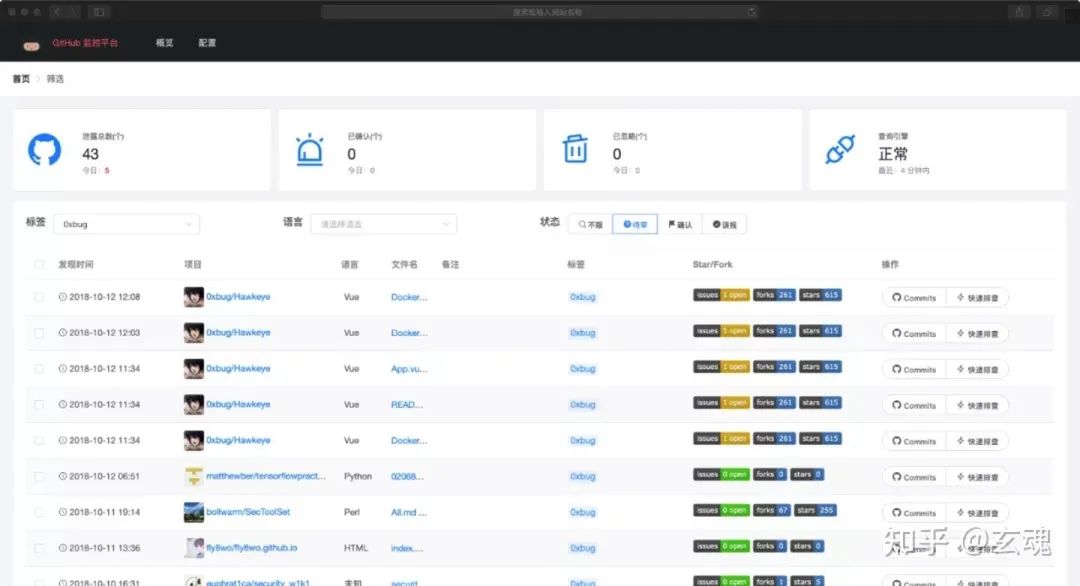 搜索或输入网站名称
GitHub 监控平台 概览 配置
首页 筛选
泄露总数(个) 已确认(个) 已忽略(个) 查询引擎
43 0 0 正常
今日: 5 今日: 0 今日: 0 最近: 4 分钟内
标签 0xbug 语言 请选择语言 状态 不限 待审 确认 误报
发现时间 项目 语言 文件名 备注 标签 Star/Fork 操作
2018-10-12 12:08 0xbug/Hawkeye Vue Docker... 0xbug issues 1 open forks 261 stars 615 Commits 快速排查
2018-10-12 12:03 0xbug/Hawkeye Vue Docker... 0xbug issues 1 open forks 261 stars 615 Commits 快速排查
2018-10-12 11:34 0xbug/Hawkeye Vue App.vu... 0xbug issues 1 open forks 261 stars 615 Commits 快速排查
2018-10-12 11:34 0xbug/Hawkeye Vue READ... 0xbug issues 1 open forks 261 stars 615 Commits 快速排查
2018-10-12 11:34 0xbug/Hawkeye Vue Docker... 0xbug issues 1 open forks 261 stars 615 Commits 快速排查
2018-10-12 06:51 matthewber/tensorflowpract... Python 02068... 0xbug issues 0 open forks 0 stars 0 Commits 快速排查
2018-10-11 19:14 bollwarm/SecToolSet Perl All.md ... 0xbug issues 0 open forks 67 stars 255 Commits 快速排查
2018-10-11 13:36 fly8wo/fly8wo.github.io HTML index.... 0xbug issues 0 open forks 0 stars 0 Commits 快速排查
2018-10-10 16:31 euphrat1ca/security_w1k1 未知 securit... 0xbug issues 0 open forks 1 stars 5 Commits 快速排查
知乎 @玄魂